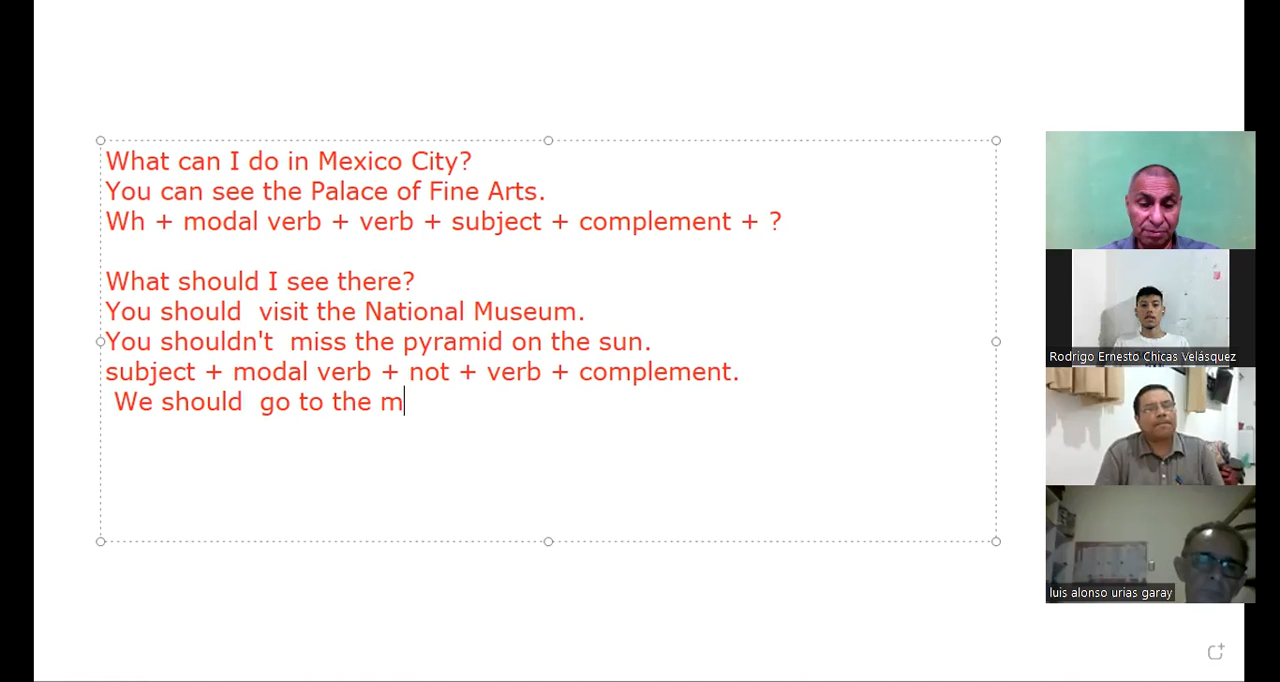 What can I do in Mexico City?
You can see the Palace of Fine Arts.
Wh + modal verb + verb + subject + complement + ?
What should I see there?
You should  visit the National Museum.
You shouldn't  miss the pyramid on the sun.
subject + modal verb + not + verb + complement.
We should  go to the m
Rodrigo Ernesto Chicas Velásquez
luis alonso urias garay